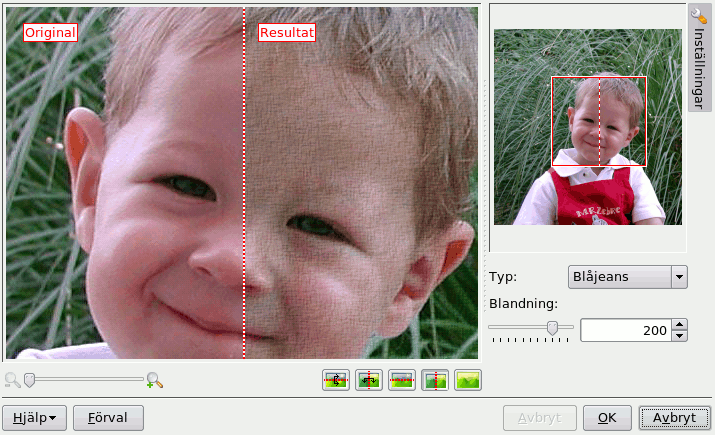 Original
Resultat
Inställningar
Typ:
Blåjeans
Blandning:
200
Hjälp
Förval
Avbryt
OK
Avbryt